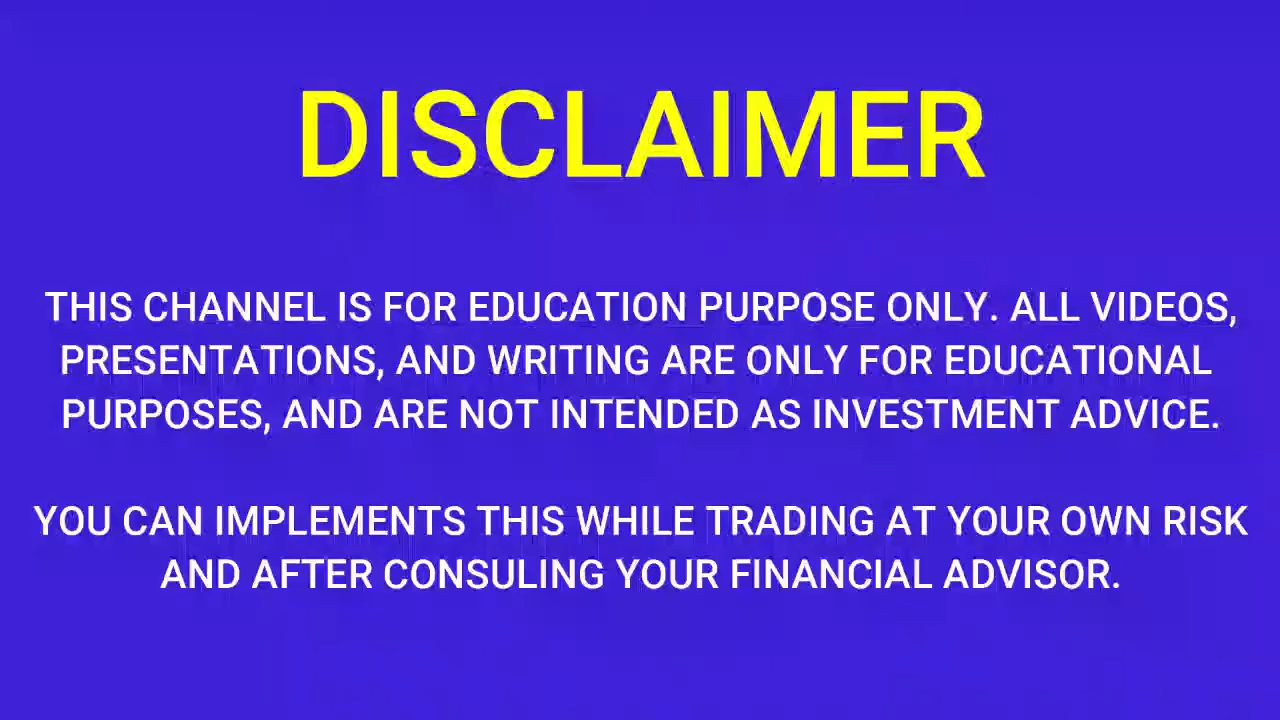 DISCLAIMER
THIS CHANNEL IS FOR EDUCATION PURPOSE ONLY. ALL VIDEOS,
PRESENTATIONS, AND WRITING ARE ONLY FOR EDUCATIONAL
PURPOSES, AND ARE NOT INTENDED AS INVESTMENT ADVICE.
YOU CAN IMPLEMENTS THIS WHILE TRADING AT YOUR OWN RISK
AND AFTER CONSULING YOUR FINANCIAL ADVISOR.